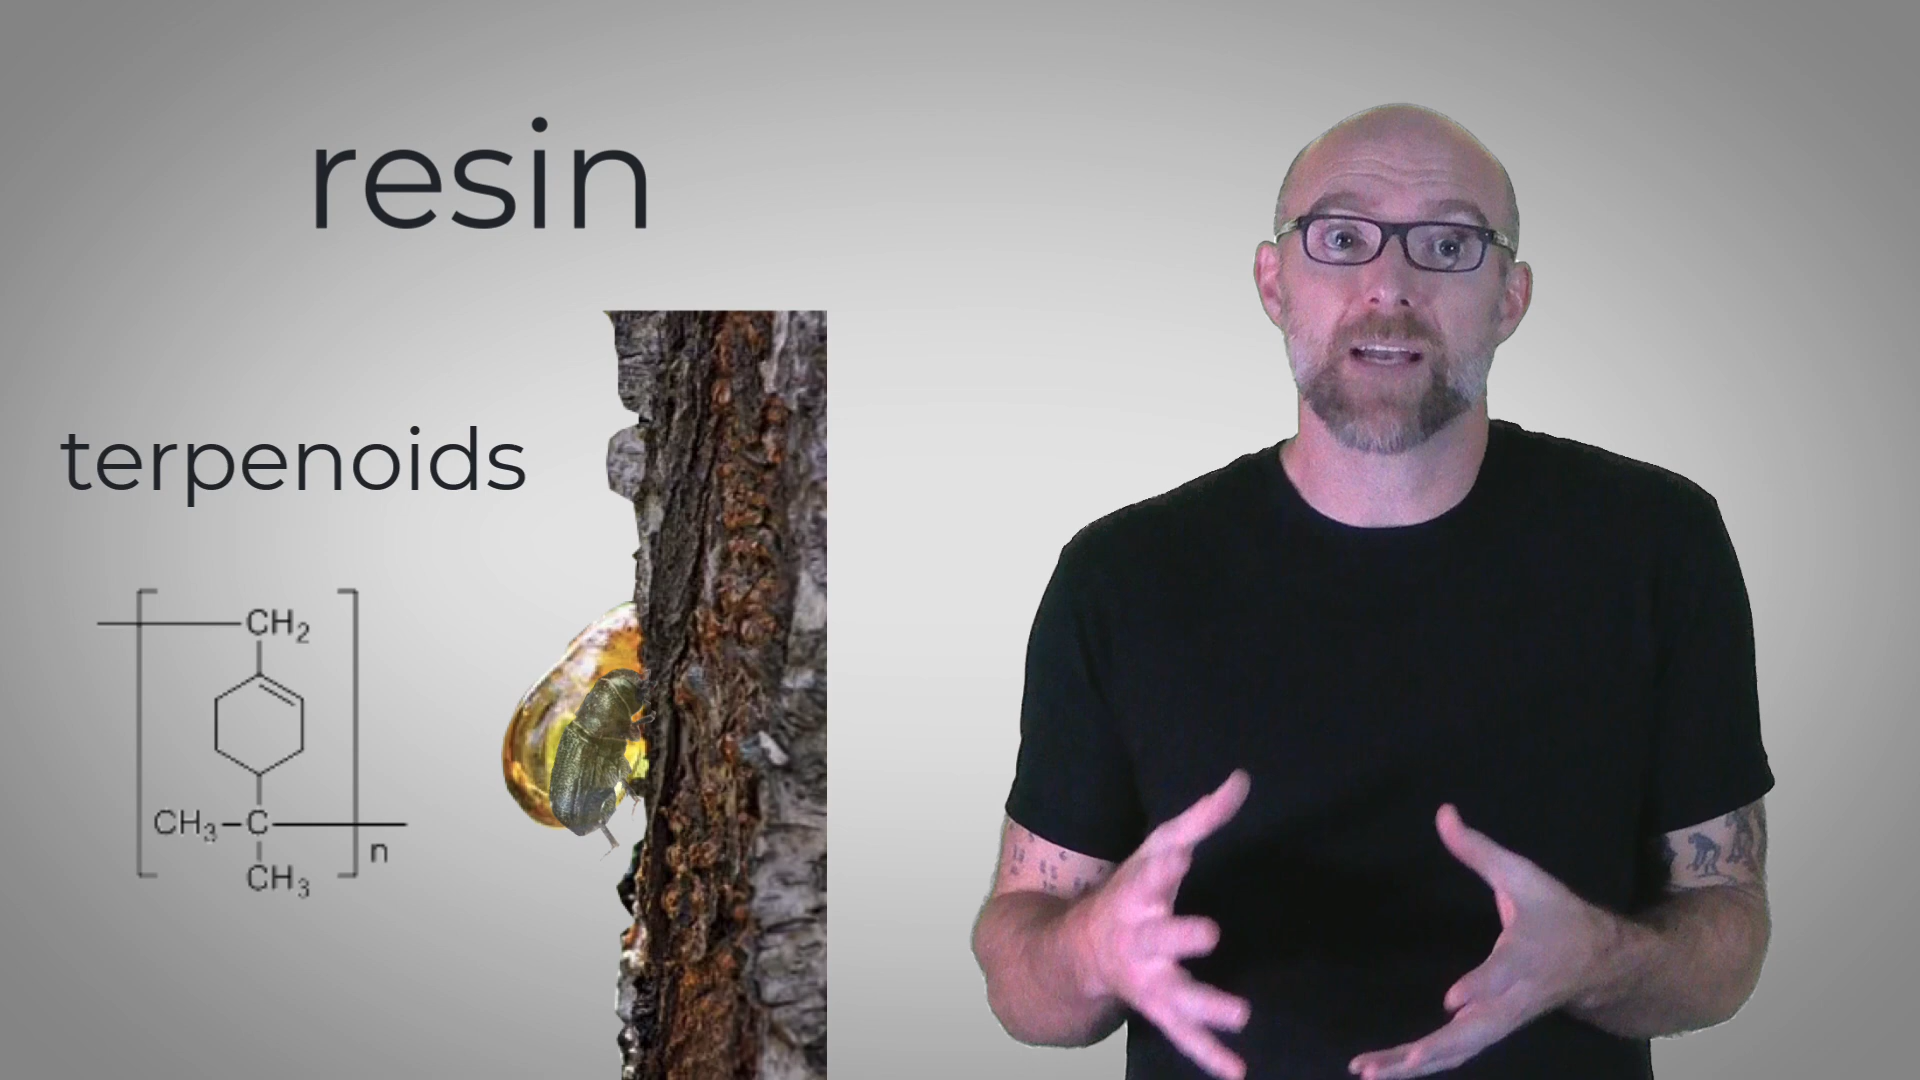 resin
terpenoids
CH2
CH3-C
n
CH3